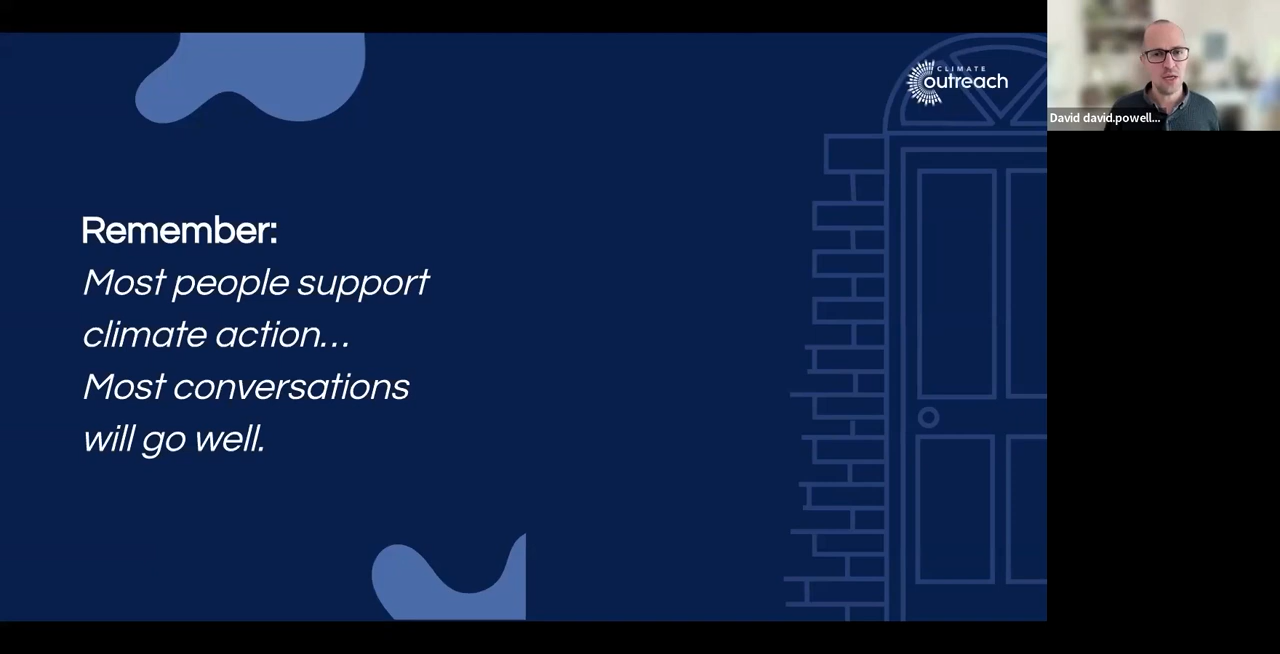 CLIMATE
outreach
David david.powell...
Remember:
Most people support
climate action...
Most conversations
will go well.